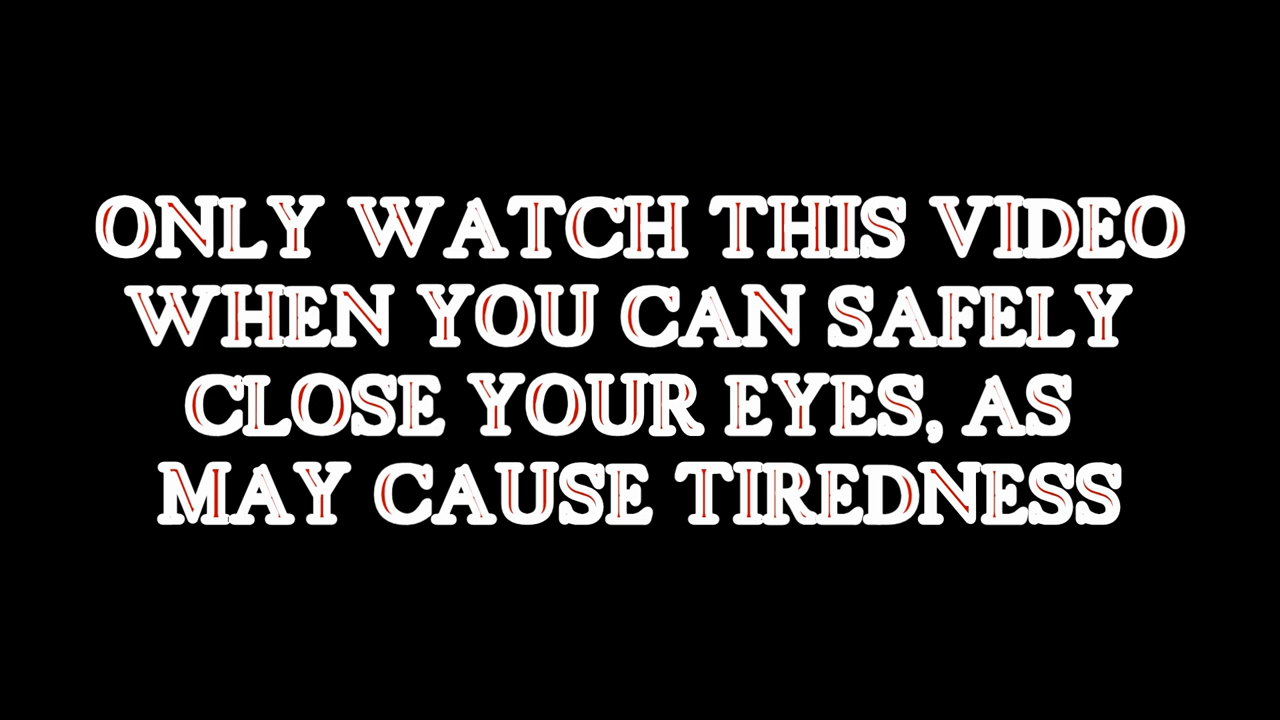 ONLY WATCH THIS VIDEO
WHEN YOU CAN SAFELY
CLOSE YOUR EYES, AS
MAY CAUSE TIREDNESS